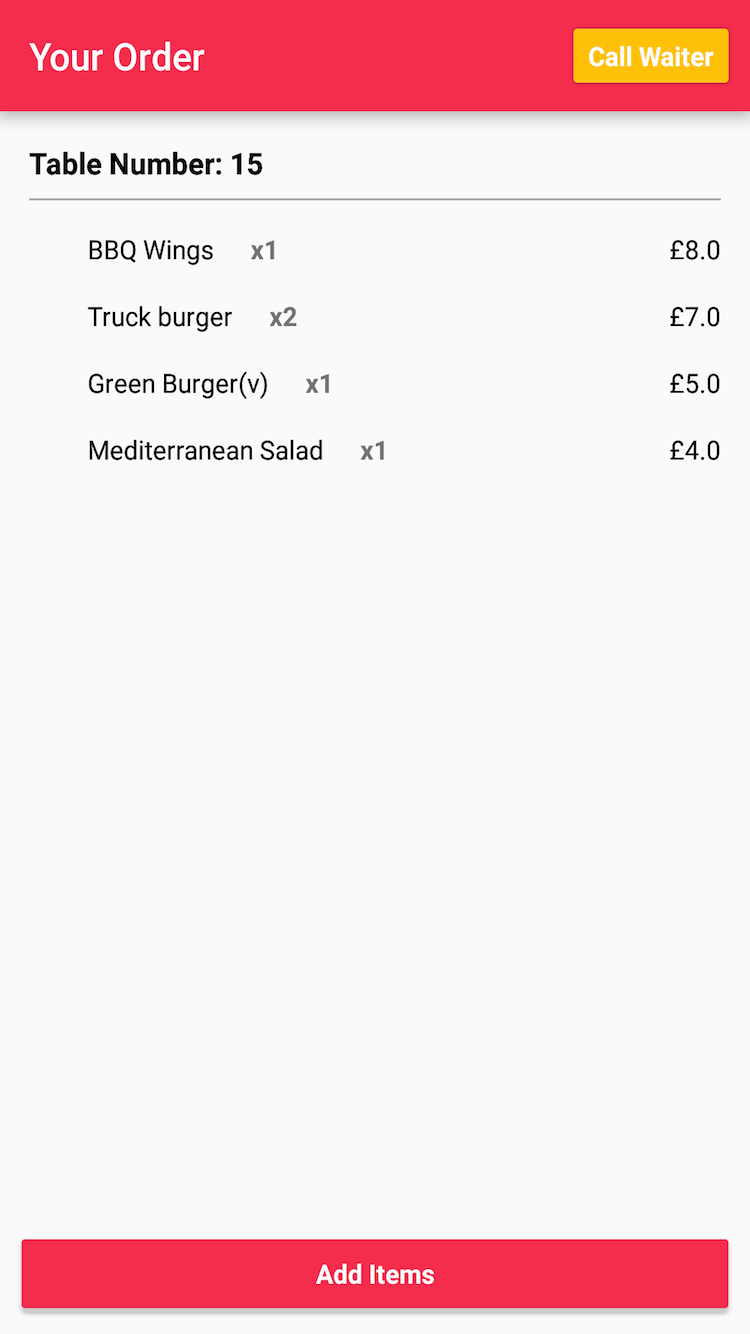 Your Order
Call Waiter
Table Number: 15
BBQ Wings x1 £8.0
Truck burger x2 £7.0
Green Burger(v) x1 £5.0
Mediterranean Salad x1 £4.0
Add Items